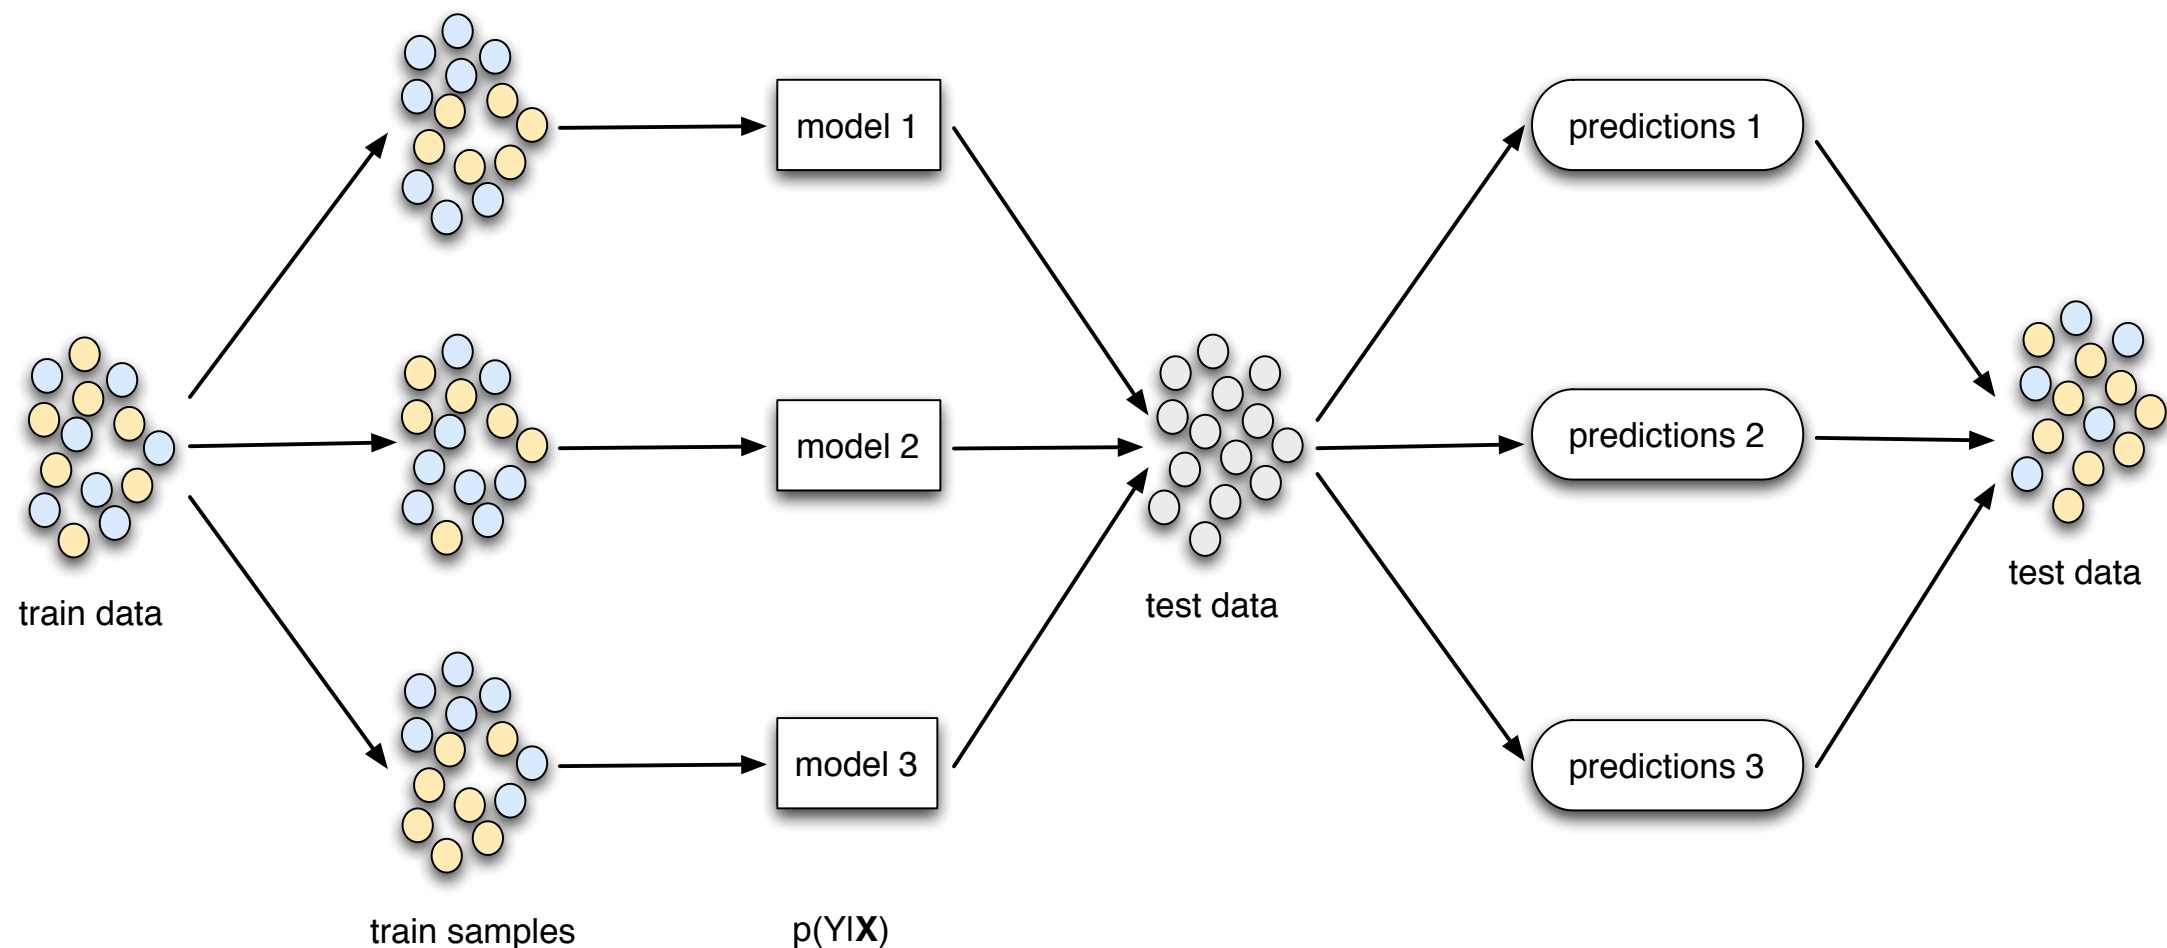 model 1
predictions 1
model 2
predictions 2
train data
test data
test data
model 3
predictions 3
train samples
p(Y|X)